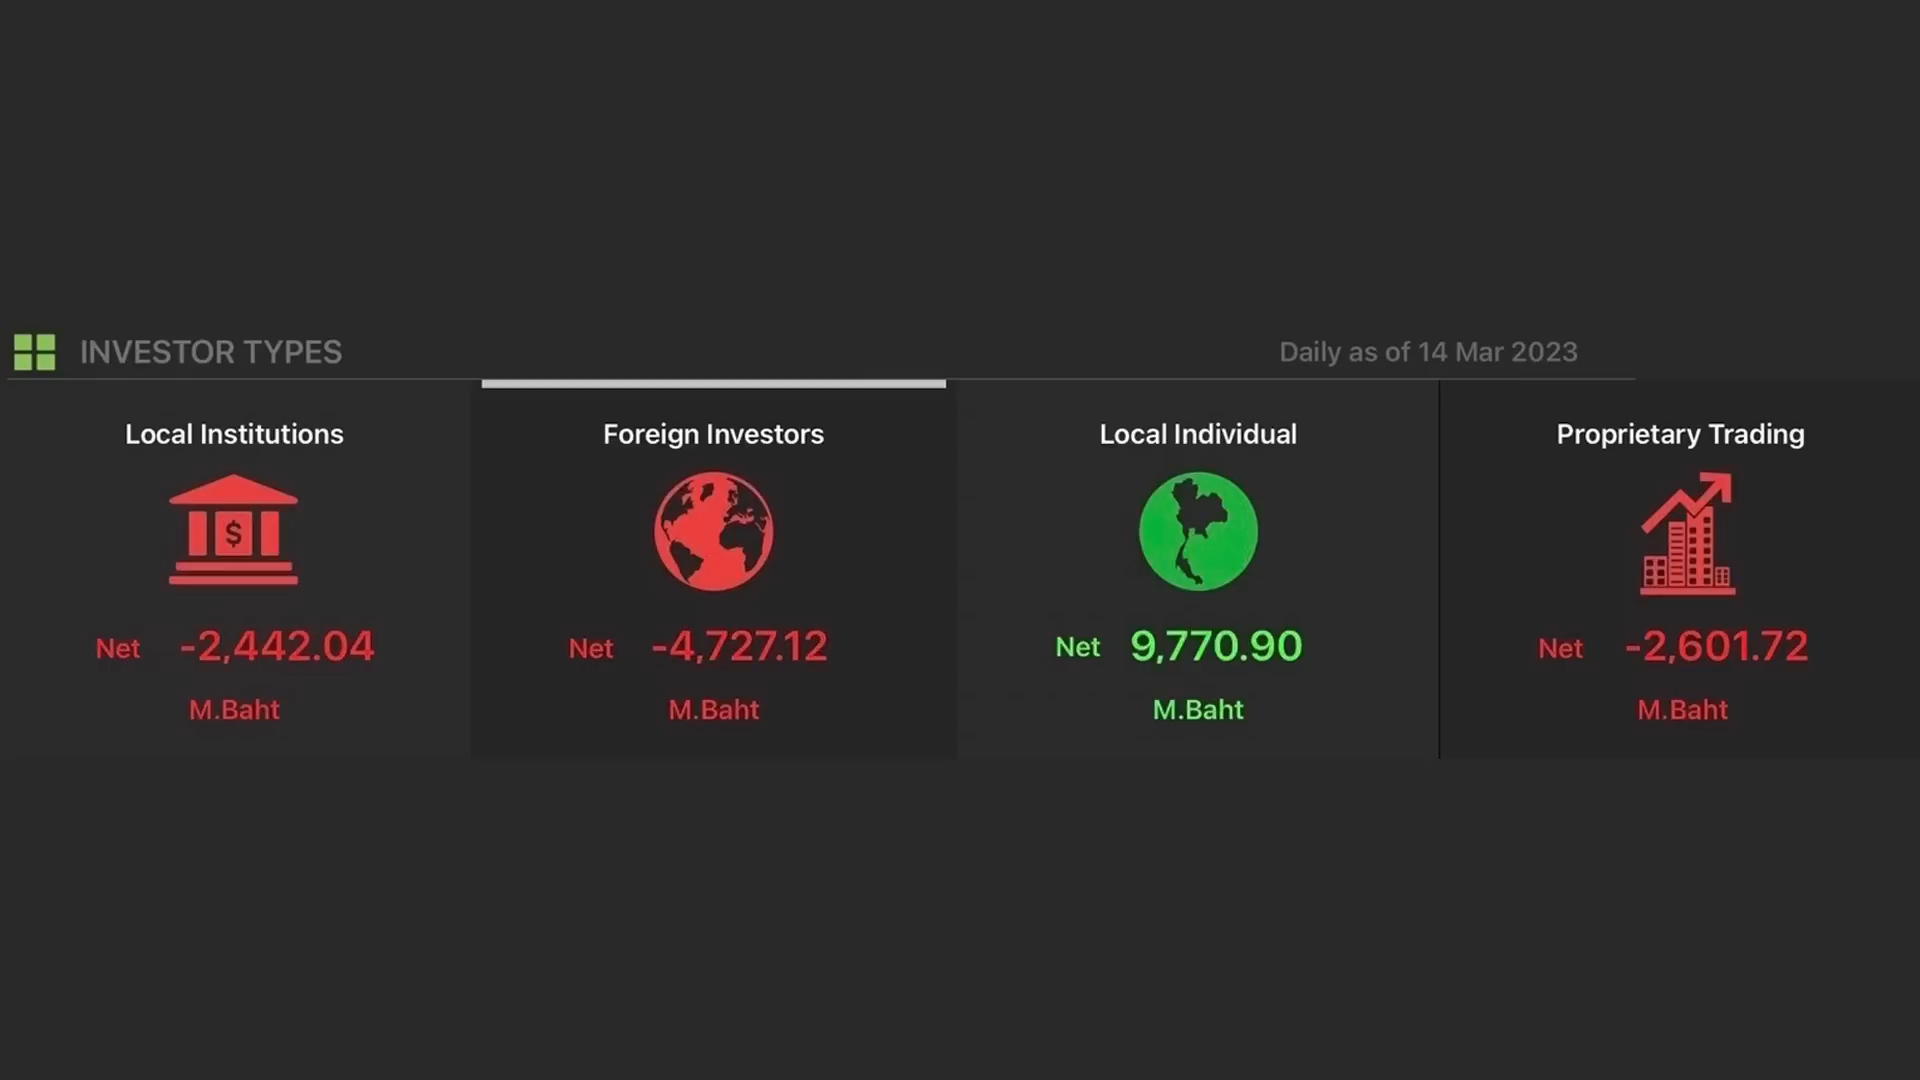 INVESTOR TYPES
Daily as of 14 Mar 2023
Local Institutions
$
Net -2,442.04
M.Baht
Foreign Investors
Net -4,727.12
M.Baht
Local Individual
Net 9,770.90
M.Baht
Proprietary Trading
Net -2,601.72
M.Baht